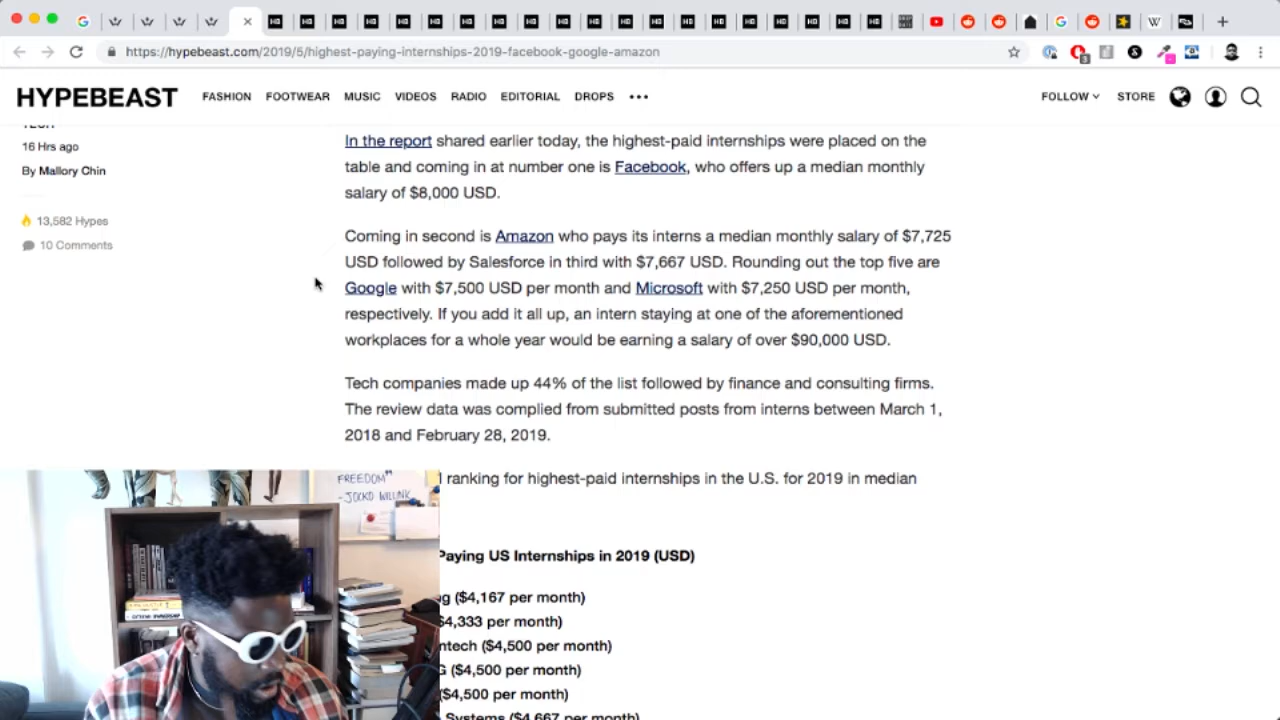 https://hypebeast.com/2019/5/highest-paying-internships-2019-facebook-google-amazon
HYPEBEAST
FASHION FOOTWEAR MUSIC VIDEOS RADIO EDITORIAL DROPS
FOLLOW STORE
TECH
16 Hrs ago
By Mallory Chin
13,582 Hypes
10 Comments
In the report shared earlier today, the highest-paid internships were placed on the
table and coming in at number one is Facebook, who offers up a median monthly
salary of $8,000 USD.
Coming in second is Amazon who pays its interns a median monthly salary of $7,725
USD followed by Salesforce in third with $7,667 USD. Rounding out the top five are
Google with $7,500 USD per month and Microsoft with $7,250 USD per month,
respectively. If you add it all up, an intern staying at one of the aforementioned
workplaces for a whole year would be earning a salary of over $90,000 USD.
Tech companies made up 44% of the list followed by finance and consulting firms.
The review data was complied from submitted posts from interns between March 1,
2018 and February 28, 2019.
ranking for highest-paid internships in the U.S. for 2019 in median
Paying US Internships in 2019 (USD)
g ($4,167 per month)
$4,333 per month)
ntech ($4,500 per month)
G ($4,500 per month)
($4,500 per month)
Systems ($4,667 per month)
FREEDOM"
- JOCKO WILLINK
EXTREME OWNERSHIP